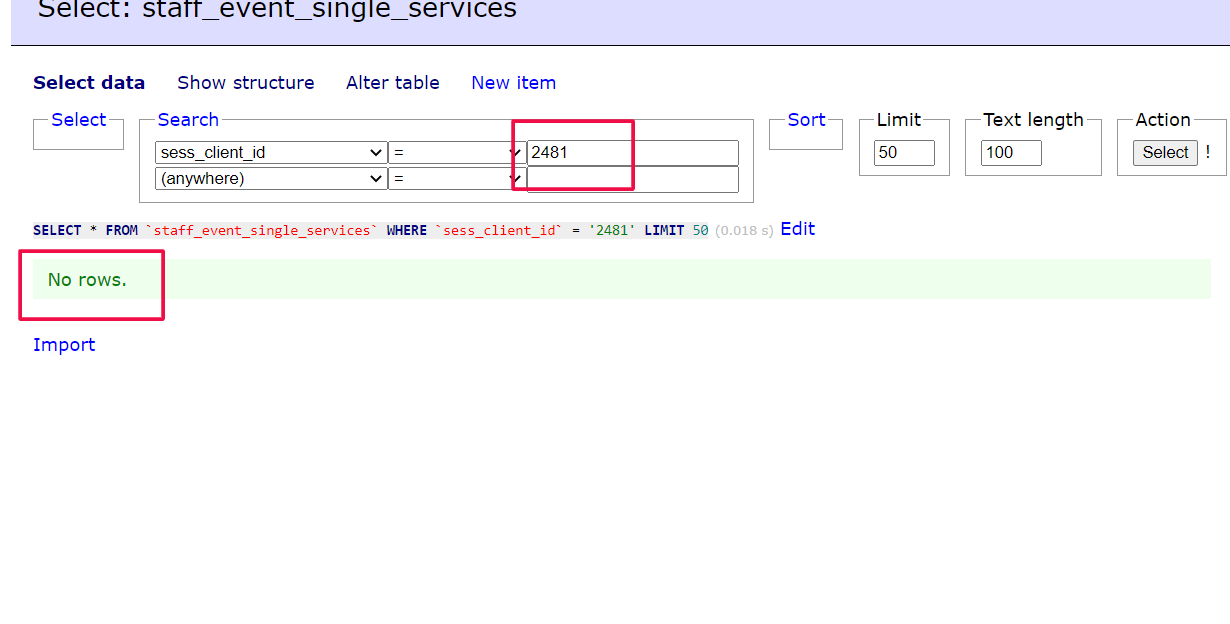 Select: staff_event_single_services
Select data Show structure Alter table New item
Select Search Sort Limit Text length Action
sess_client_id = 2481 50 100 Select !
(anywhere) =
SELECT * FROM `staff_event_single_services` WHERE `sess_client_id` = '2481' LIMIT 50 (0.018 s) Edit
No rows.
Import